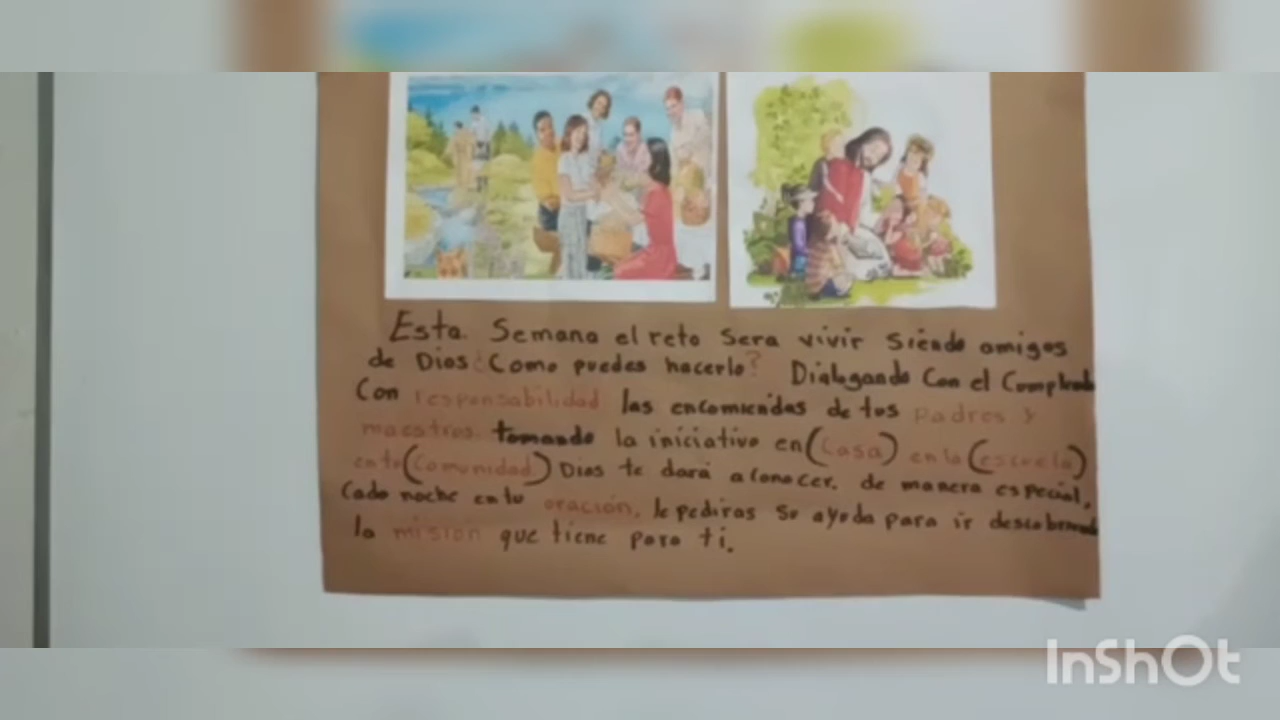 Esta Semana el reto Sera vivir Siendo amigos
de Dios ¿Como puedes hacerlo? Dialogando Con el Cumpliendo
Con responsabilidad las encomiendas de tus padres y
maestros. tomando la iniciativa en (Casa) en la (escuela)
en tu (Comunidad) Dios te dará a Conocer. de manera especial,
Cada noche en tu oración, le pediras Su ayuda para ir descubriendo
la misión que tiene para ti.
InShOt